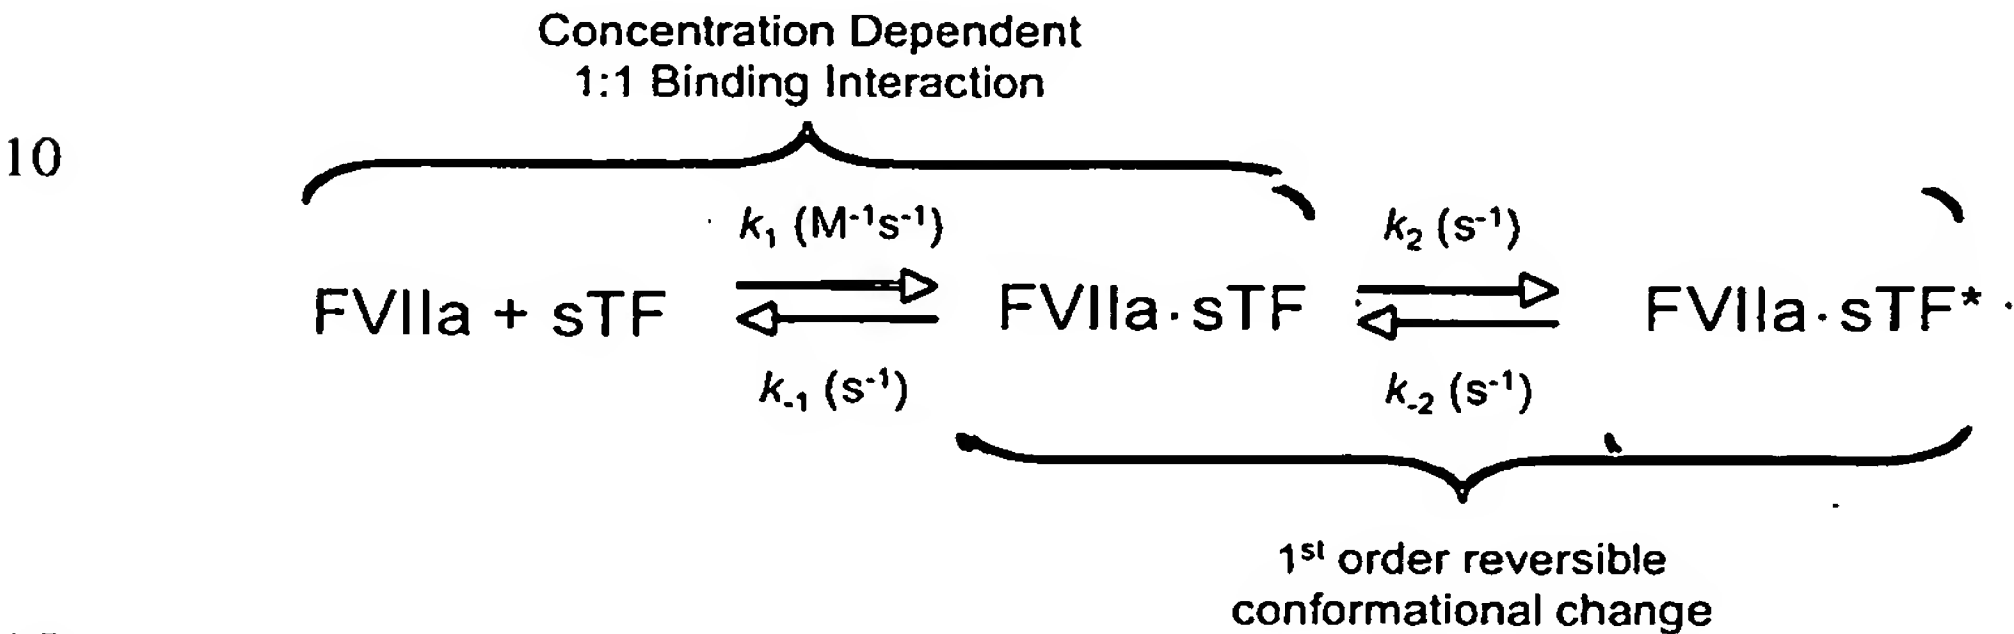 Concentration Dependent
1:1 Binding Interaction
10
k₁ (M⁻¹s⁻¹)
k₂ (s⁻¹)
FVIIa + sTF FVIIa·sTF FVIIa·sTF*
k₋₁ (s⁻¹)
k₋₂ (s⁻¹)
1ˢᵗ order reversible
conformational change